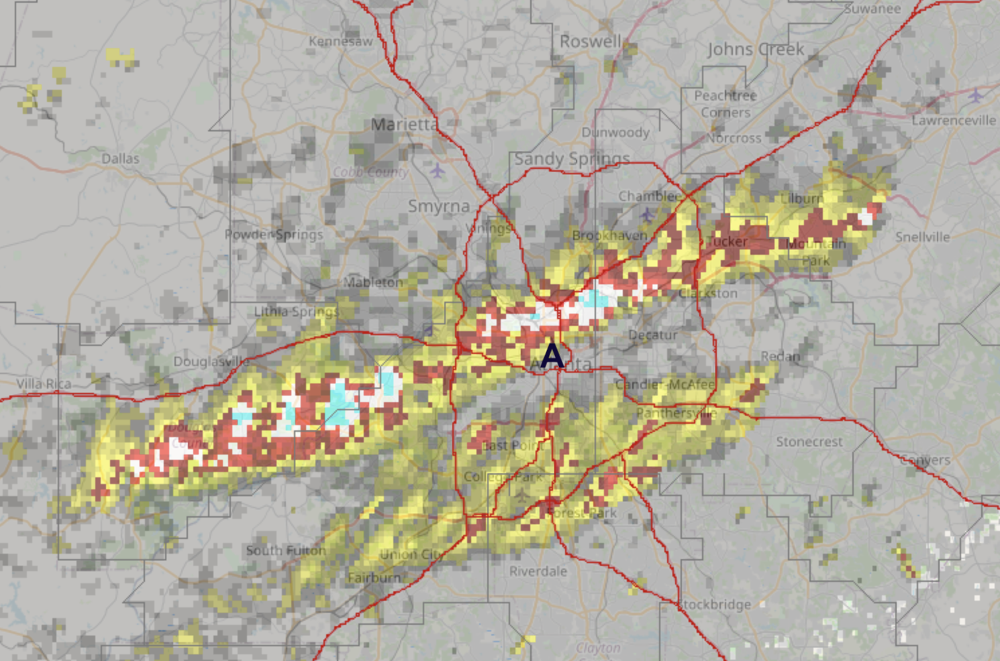 Suwanee
Kennesaw
Roswell
Johns Creek
Peachtree
Corners
Lawrenceville
Marietta
Dunwoody
Norcross
Dallas
Sandy Springs
Cobb County
Chamblee
Lilburn
Smyrna
Vinings
Powder Springs
Brookhaven
Tucker
Mountain
Park
Snellville
Mableton
Clarkston
Lithia Springs
Decatur
A
Redan
Douglasville
Villa Rica
Candler-McAfee
Panthersville
Douglas
County
East Point
Stonecrest
Conyers
College Park
Forest Park
South Fulton
Union City
Riverdale
Fairburn
Stockbridge
Clayton